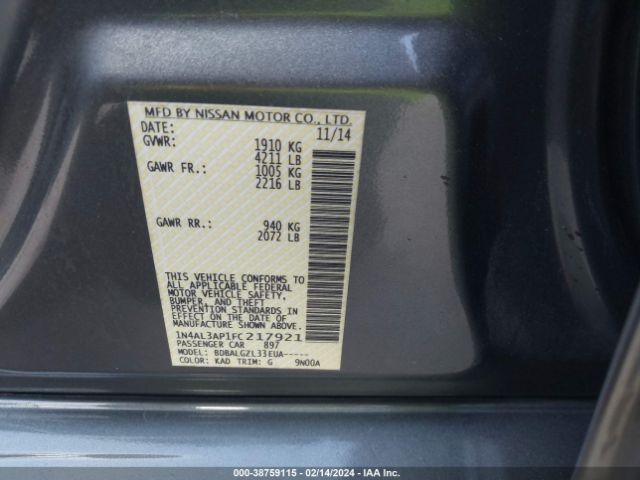 MFD BY NISSAN MOTOR CO., LTD.
DATE: 11/14
GVWR: 1910 KG
4211 LB
GAWR FR.: 1005 KG
2216 LB
GAWR RR.: 940 KG
2072 LB
THIS VEHICLE CONFORMS TO
ALL APPLICABLE FEDERAL
MOTOR VEHICLE SAFETY,
BUMPER, AND THEFT
PREVENTION STANDARDS
IN EFFECT ON THE DATE OF
MANUFACTURE SHOWN ABOVE.
1N4AL3AP1FC217921
PASSENGER CAR 897
MODEL: BDBALGZL33EUA-----
COLOR: KAD TRIM: G 9N00A
000-38759115 - 02/14/2024 - IAA Inc.